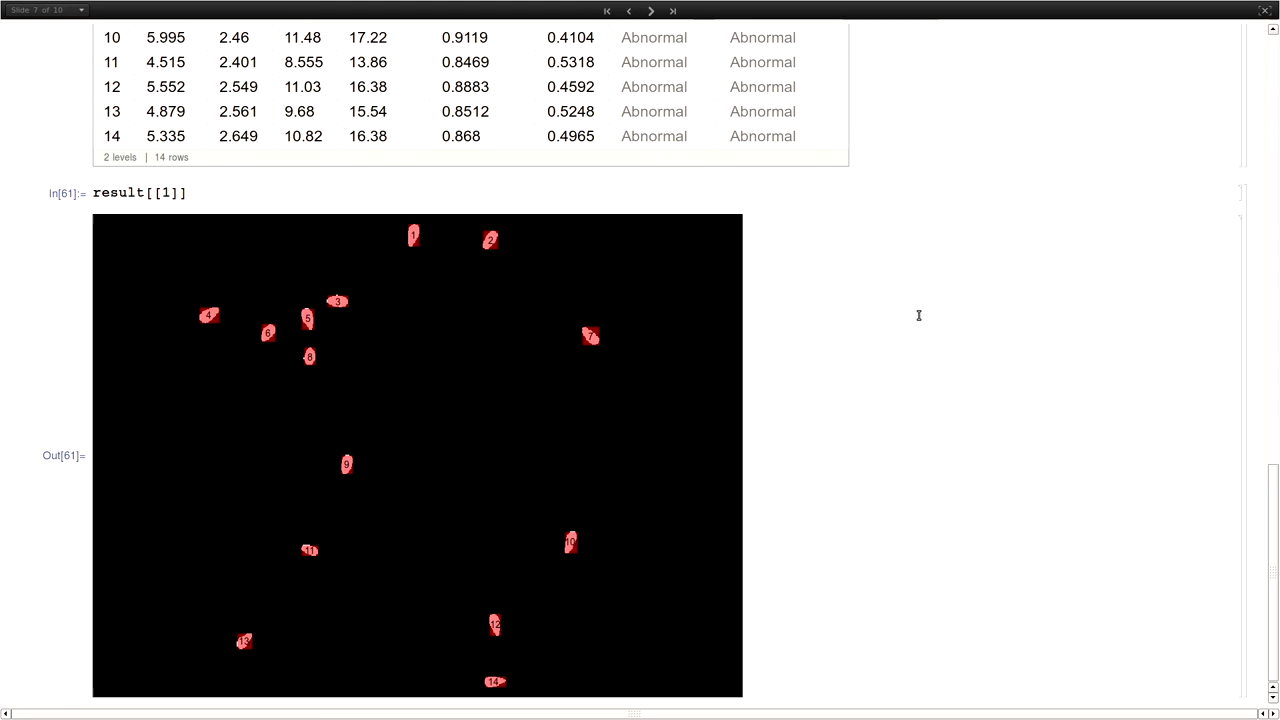 Slide 7 of 10
10 5.995 2.46 11.48 17.22 0.9119 0.4104 Abnormal Abnormal
11 4.515 2.401 8.555 13.86 0.8469 0.5318 Abnormal Abnormal
12 5.552 2.549 11.03 16.38 0.8883 0.4592 Abnormal Abnormal
13 4.879 2.561 9.68 15.54 0.8512 0.5248 Abnormal Abnormal
14 5.335 2.649 10.82 16.38 0.868 0.4965 Abnormal Abnormal
2 levels | 14 rows
In[61]:= result[[1]]
1
2
3
4
5
6
7
8
Out[61]=
9
10
11
12
13
14